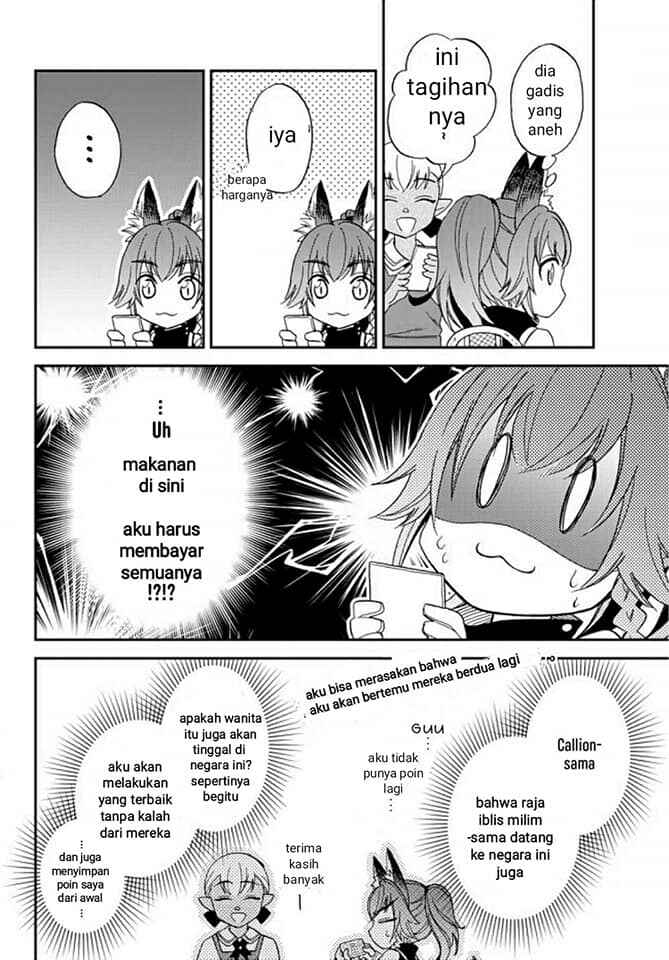 dia
gadis
yang
aneh
ini
tagihan
nya
~
iya
berapa
harganya
...
...
Uh
makanan
di sini
aku harus
membayar
semuanya
!?!?
aku bisa merasakan bahwa
aku akan bertemu mereka berdua lagi
Callion-
sama
bahwa raja
iblis milim
-sama datang
ke negara ini
juga
GUU
...
aku tidak
punya poin
lagi
apakah wanita
itu juga akan
tinggal di
negara ini?
sepertinya
begitu
aku akan
melakukan
yang terbaik
tanpa kalah
dari mereka
...
dan juga
menyimpan
poin saya
dari awal
...
terima
kasih
banyak